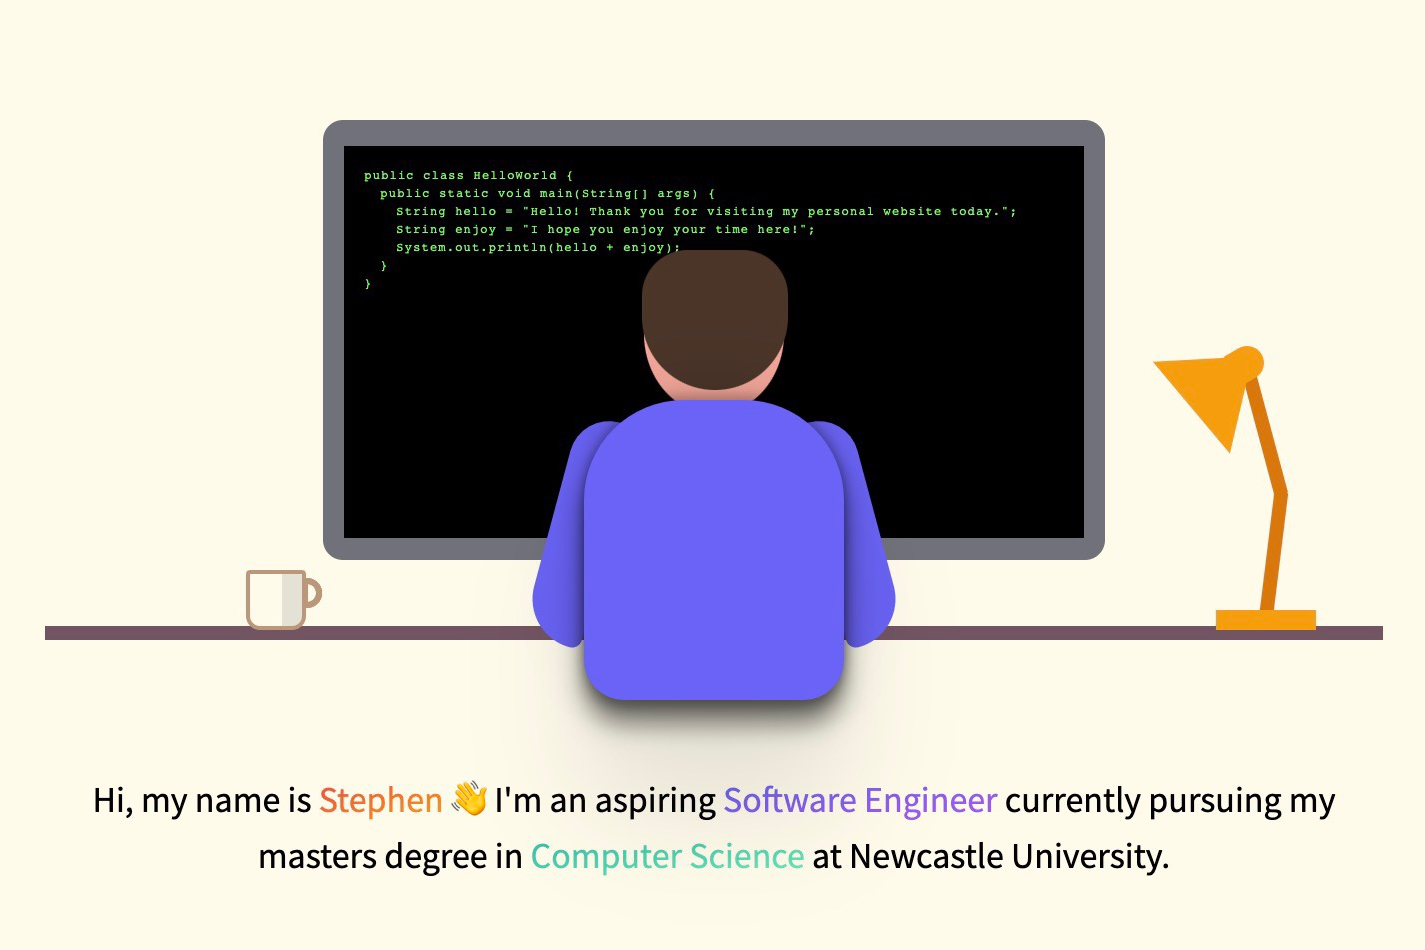 public class HelloWorld {
public static void main(String[] args) {
String hello = "Hello! Thank you for visiting my personal website today.";
String enjoy = "I hope you enjoy your time here!";
System.out.println(hello + enjoy);
}
}
Hi, my name is Stephen 👋 I'm an aspiring Software Engineer currently pursuing my
masters degree in Computer Science at Newcastle University.